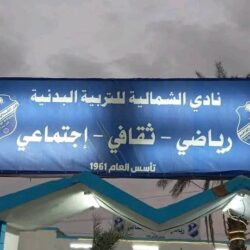 نادي الشمالية للتربية البدنية
رياضي - ثقافي - إجتماعي
تأسس العام 1961